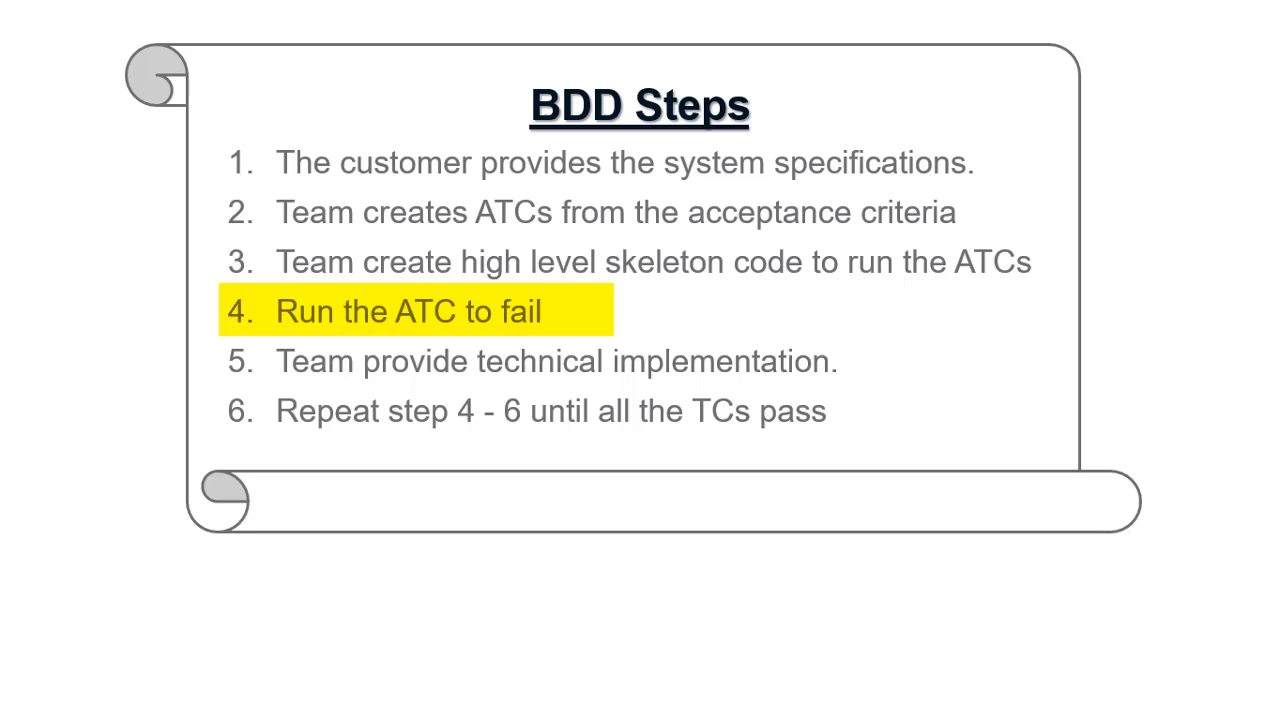 BDD Steps
1. The customer provides the system specifications.
2. Team creates ATCs from the acceptance criteria
3. Team create high level skeleton code to run the ATCs
4. Run the ATC to fail
5. Team provide technical implementation.
6. Repeat step 4 - 6 until all the TCs pass